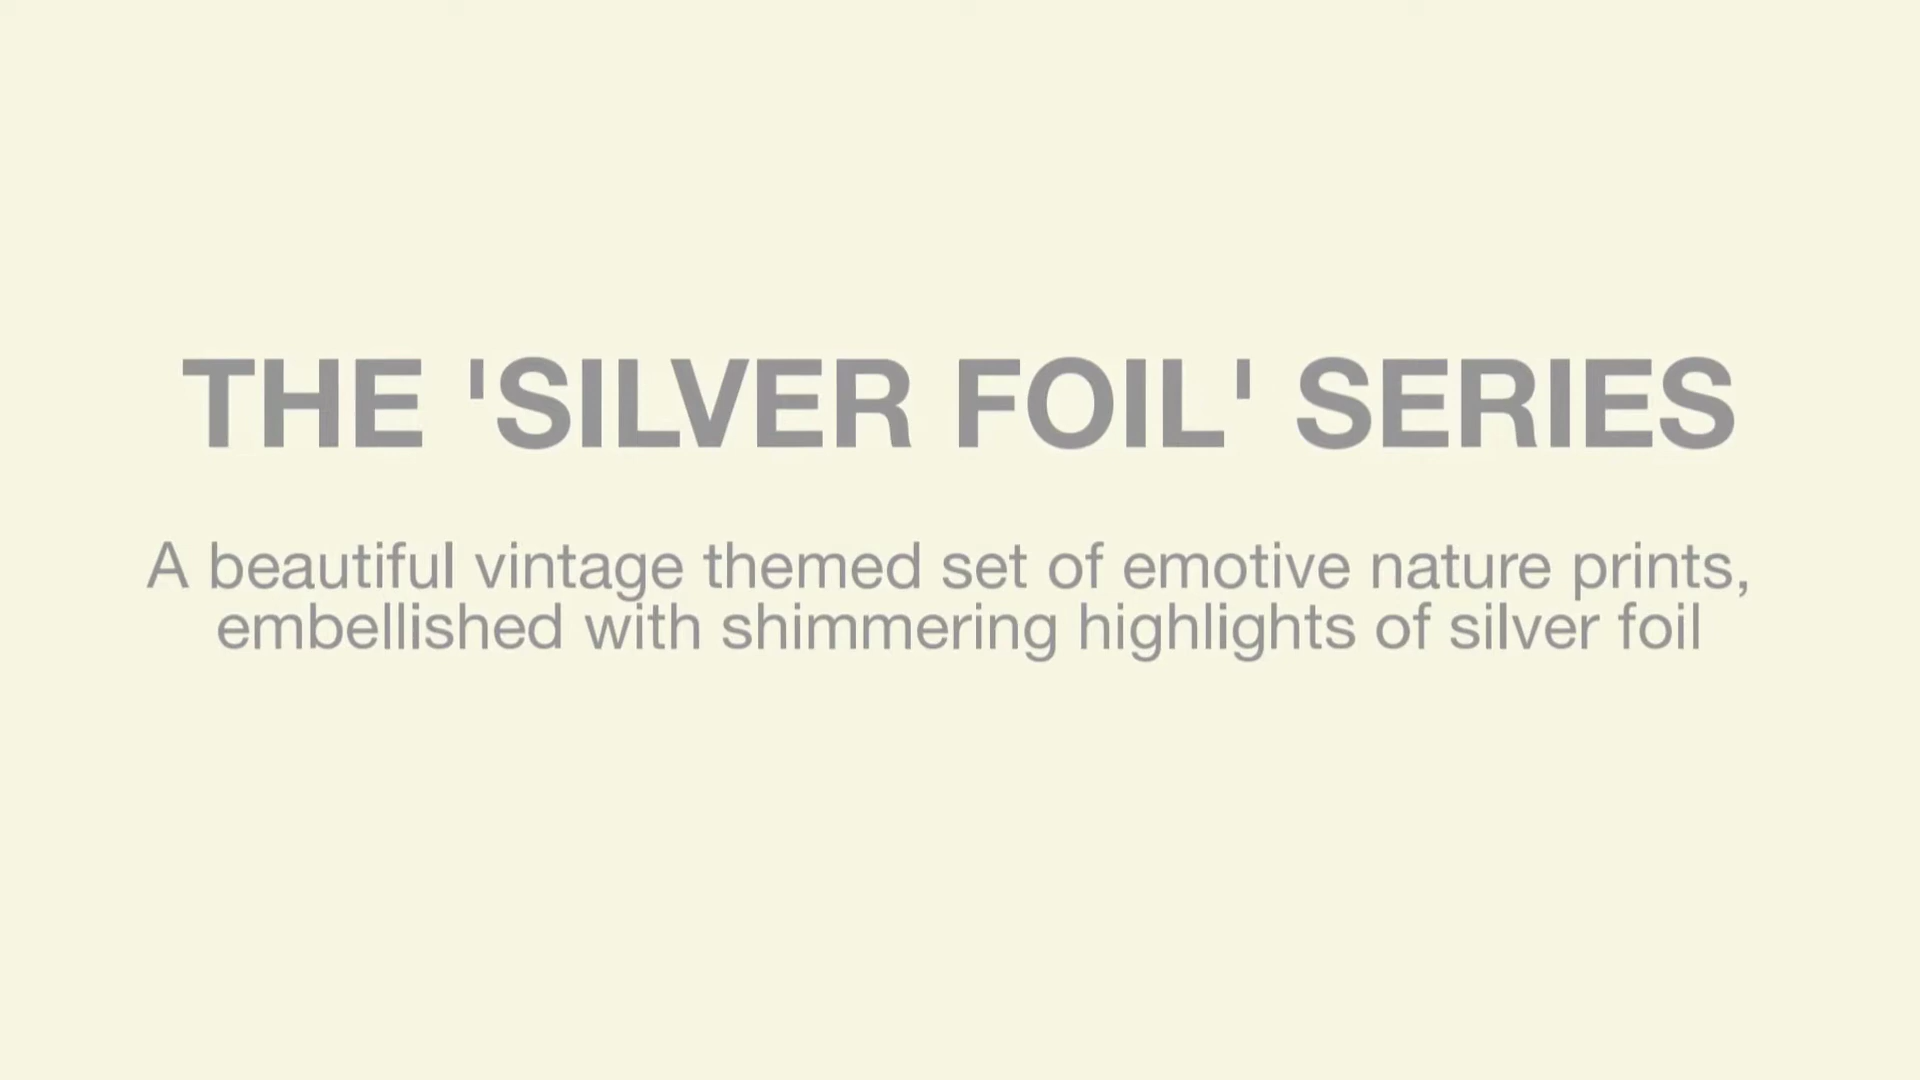 THE 'SILVER FOIL' SERIES
A beautiful vintage themed set of emotive nature prints,
embellished with shimmering highlights of silver foil